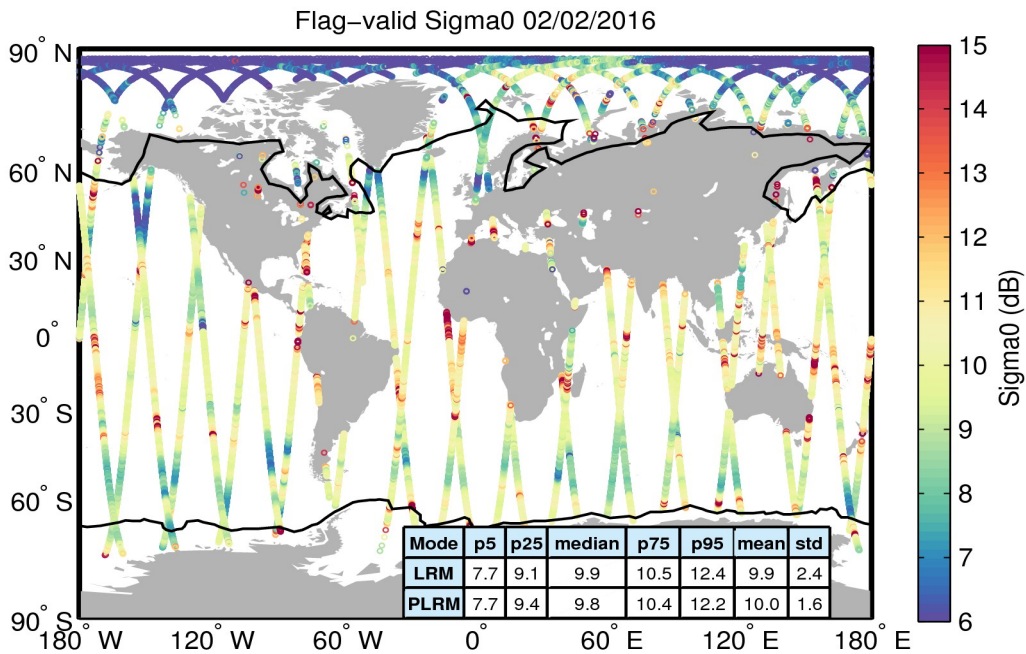 Flag−valid Sigma0 02/02/2016
90° N
60° N
30° N
0°
30° S
60° S
90° S
180° W
120° W
60° W
0°
60° E
120° E
180° E
Mode p5 p25 median p75 p95 mean std
LRM 7.7 9.1 9.9 10.5 12.4 9.9 2.4
PLRM 7.7 9.4 9.8 10.4 12.2 10.0 1.6
15
14
13
12
11
10
9
8
7
6
Sigma0 (dB)